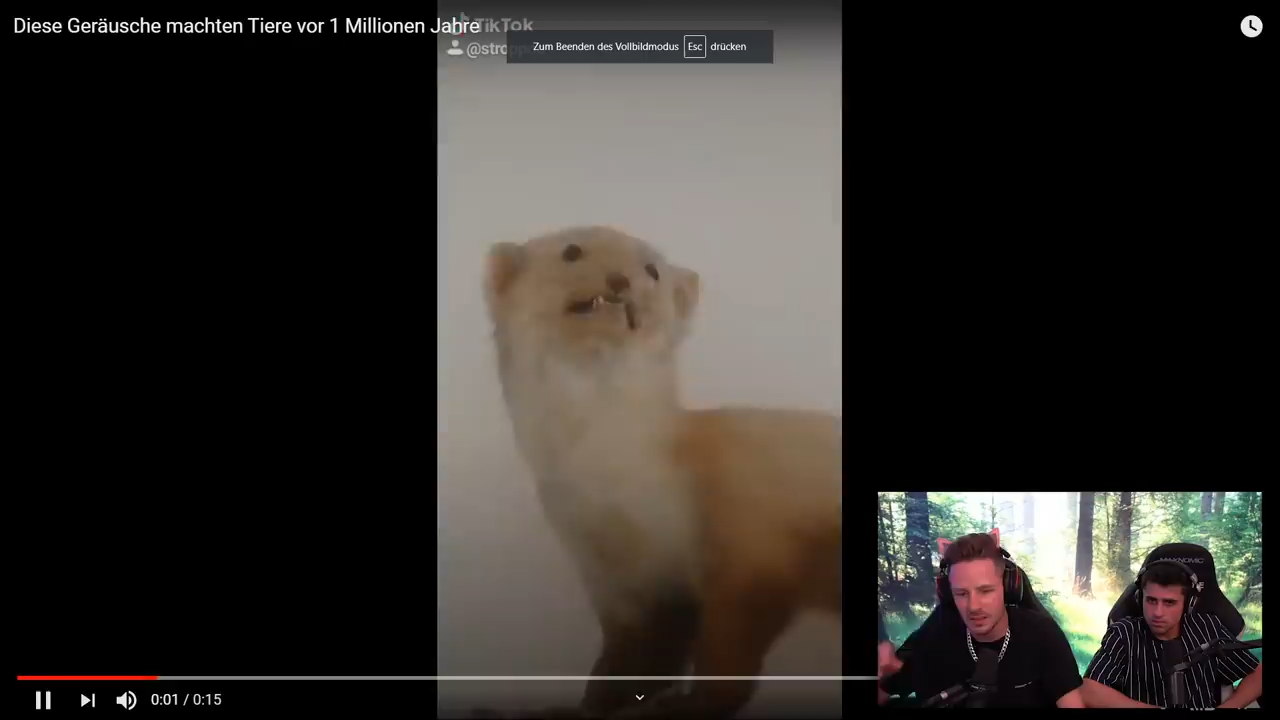 Diese Geräusche machten Tiere vor 1 Millionen Jahre
TikTok
Zum Beenden des Vollbildmodus Esc drücken
0:01 / 0:15